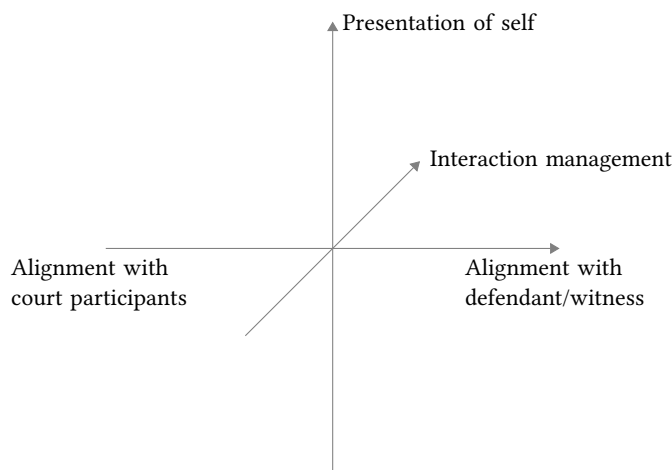 Presentation of self
Interaction management
Alignment with
court participants
Alignment with
defendant/witness